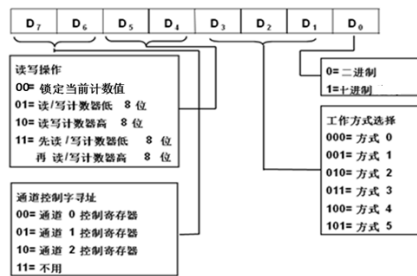 D7 D6 D5 D4 D3 D2 D1 D0
读写操作
00= 锁定当前计数值
01= 读/写计数器低 8 位
10= 读写计数器高 8 位
11= 先读/写计数器低 8 位
再读/写计数器高 8 位
通道控制字寻址
00= 通道 0 控制寄存器
01= 通道 1 控制寄存器
10= 通道 2 控制寄存器
11= 不用
0= 二进制
1= 七进制
工作方式选择
000= 方式 0
001= 方式 1
010= 方式 2
011= 方式 3
100= 方式 4
101= 方式 5